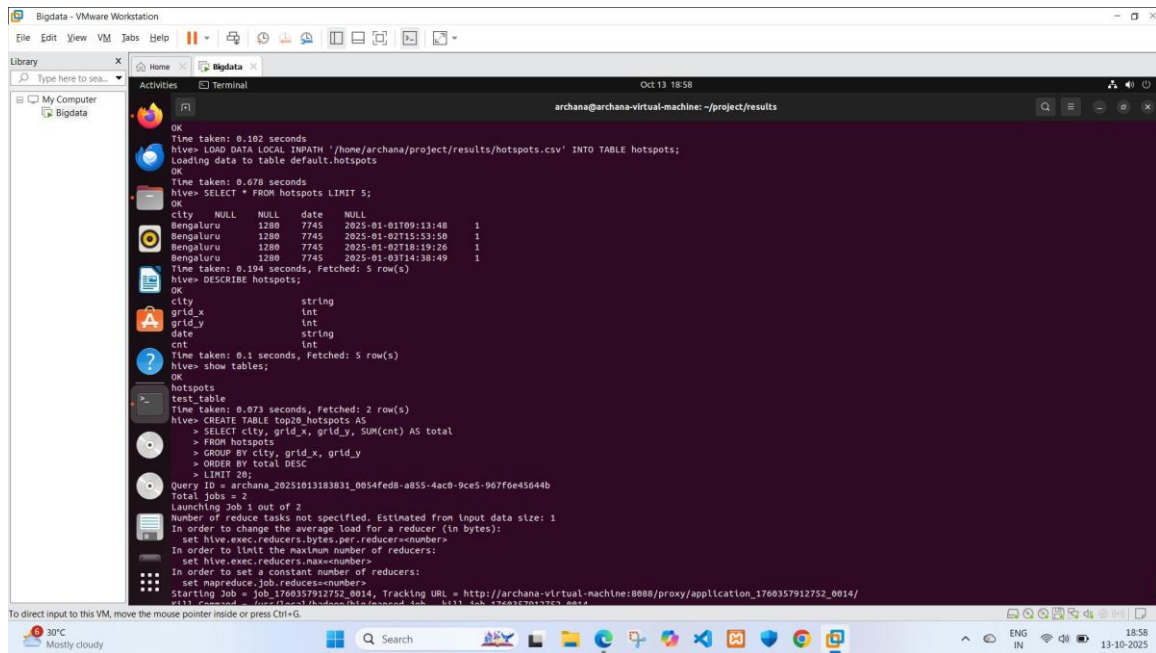 Bigdata - VMware Workstation
File Edit View VM Tabs Help
Library
Type here to sea...
My Computer
Bigdata
Home
Bigdata
Activities
Terminal
Oct 13 18:58
archana@archana-virtual-machine: ~/project/results
OK
Time taken: 0.102 seconds
hive> LOAD DATA LOCAL INPATH '/home/archana/project/results/hotspots.csv' INTO TABLE hotspots;
Loading data to table default.hotspots
OK
Time taken: 0.678 seconds
hive> SELECT * FROM hotspots LIMIT 5;
OK
city NULL NULL date NULL
Bengaluru 1280 7745 2025-01-01T09:13:48 1
Bengaluru 1280 7745 2025-01-02T15:53:50 1
Bengaluru 1280 7745 2025-01-02T18:19:26 1
Bengaluru 1280 7745 2025-01-03T14:38:49 1
Time taken: 0.194 seconds, Fetched: 5 row(s)
hive> DESCRIBE hotspots;
OK
city string
grid_x int
grid_y int
date string
cnt int
Time taken: 0.1 seconds, Fetched: 5 row(s)
hive> show tables;
OK
hotspots
test_table
Time taken: 0.073 seconds, Fetched: 2 row(s)
hive> CREATE TABLE top20_hotspots AS
> SELECT city, grid_x, grid_y, SUM(cnt) AS total
> FROM hotspots
> GROUP BY city, grid_x, grid_y
> ORDER BY total DESC
> LIMIT 20;
Query ID = archana_20251013183831_0054fed8-a855-4ac0-9ce5-967f6e45644b
Total jobs = 2
Launching Job 1 out of 2
Number of reduce tasks not specified. Estimated from input data size: 1
In order to change the average load for a reducer (in bytes):
set hive.exec.reducers.bytes.per.reducer=<number>
In order to limit the maximum number of reducers:
set hive.exec.reducers.max=<number>
In order to set a constant number of reducers:
set mapreduce.job.reduces=<number>
Starting Job = job_1760357912752_0014, Tracking URL = http://archana-virtual-machine:8088/proxy/application_1760357912752_0014/
Kill Command = /usr/local/hadoop/bin/mapred job -kill job_1760357912752_0014
To direct input to this VM, move the mouse pointer inside or press Ctrl+G.
30°C
Mostly cloudy
Search
ENG
IN
18:58
13-10-2025